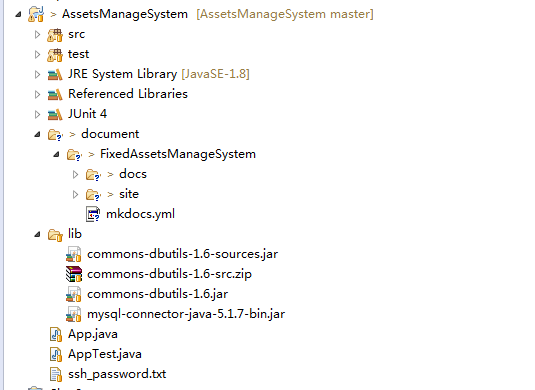 > AssetsManageSystem [AssetsManageSystem master]
src
test
JRE System Library [JavaSE-1.8]
Referenced Libraries
JUnit 4
> document
> FixedAssetsManageSystem
> docs
> site
mkdocs.yml
lib
commons-dbutils-1.6-sources.jar
commons-dbutils-1.6-src.zip
commons-dbutils-1.6.jar
mysql-connector-java-5.1.7-bin.jar
App.java
AppTest.java
ssh_password.txt